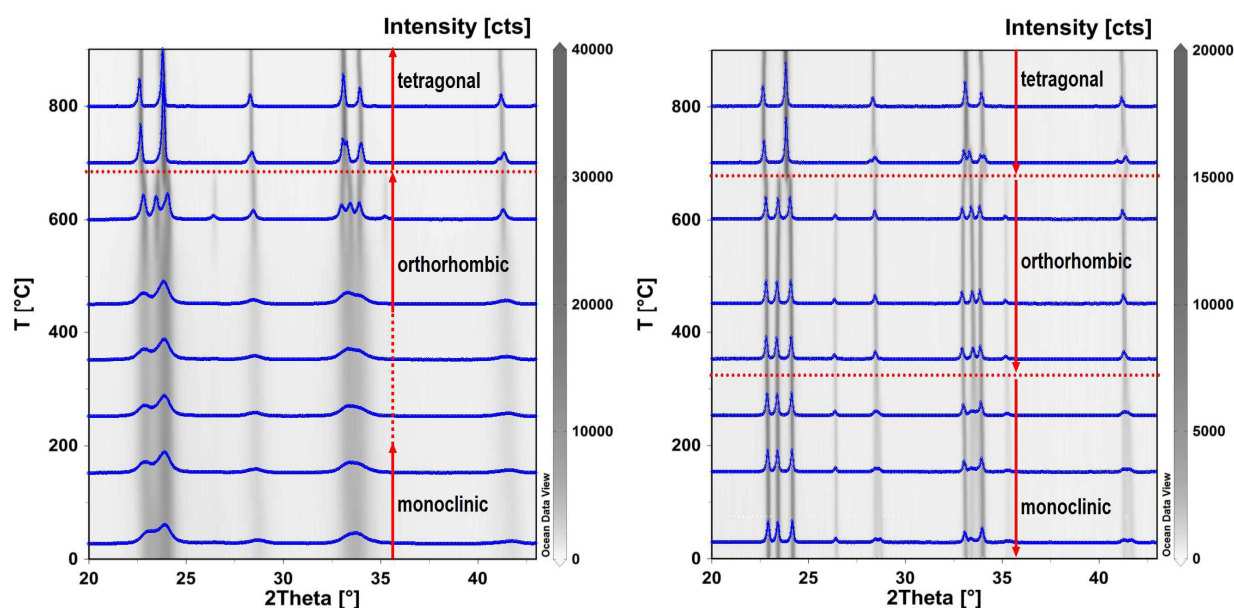 Intensity [cts]
40000
30000
20000
10000
0
Ocean Data View
T [°C]
800
600
400
200
0
tetragonal
orthorhombic
monoclinic
20
25
30
35
40
2Theta [°]
Intensity [cts]
20000
15000
10000
5000
0
Ocean Data View
T [°C]
800
600
400
200
0
tetragonal
orthorhombic
monoclinic
20
25
30
35
40
2Theta [°]